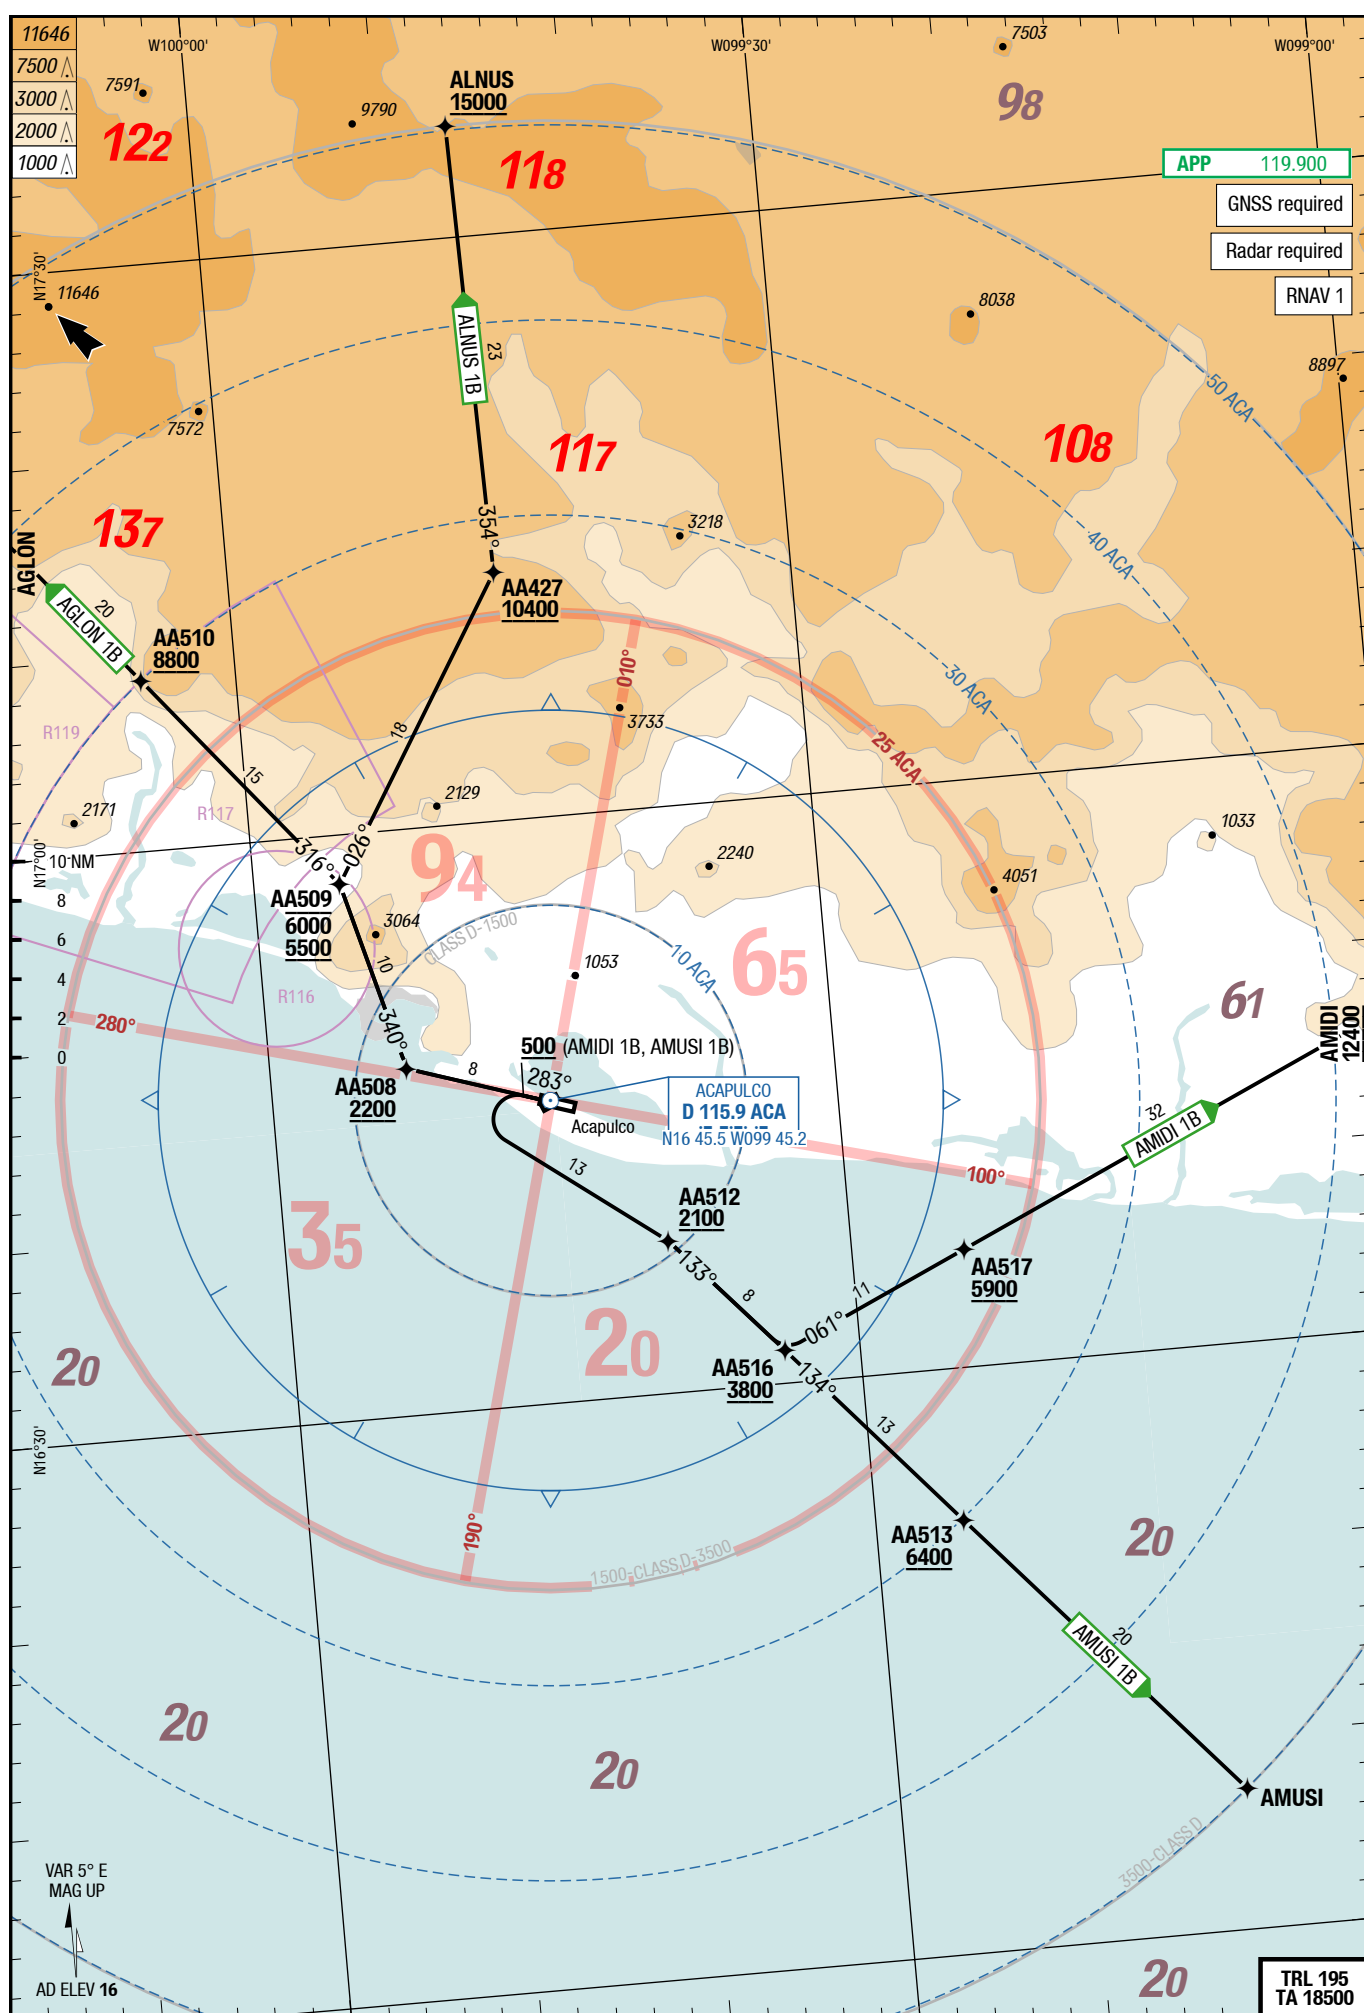 11646
7500
3000
2000
1000
W100°00'
W099°30'
W099°00'
7591
9790
7503
ALNUS
15000
122
118
98
APP 119.900
GNSS required
Radar required
RNAV 1
N17°30'
11646
8038
8897
7572
ALNUS 1B
23
50 ACA
117
108
137
354°
3218
40 ACA
AGLON
AGLON 1B
20
AA427
10400
AA510
8800
010°
30 ACA
R119
18
3733
25 ACA
15
2171
R117
2129
1033
N17°00'
10 NM
316°
026°
94
2240
4051
8
AA509
6000
5500
3064
CLASS D-1500
6
10
10 ACA
65
4
1053
R116
61
2
280°
340°
AMIDI
12400
0
500 (AMIDI 1B, AMUSI 1B)
8
283°
AA508
2200
ACAPULCO
D 115.9 ACA
N16 45.5 W099 45.2
Acapulco
32
AMIDI 1B
13
100°
AA512
2100
35
133°
AA517
5900
8
11
061°
20
20
AA516
3800
134°
13
N16°30'
190°
1500-CLASS D-3500
AA513
6400
20
20
AMUSI 1B
20
20
AMUSI
3500-CLASS D
VAR 5° E
MAG UP
AD ELEV 16
20
TRL 195
TA 18500